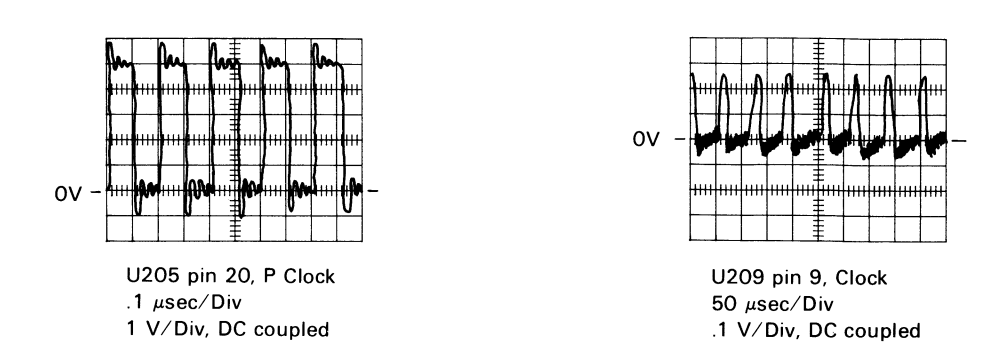 0V
U205 pin 20, P Clock
.1 μsec/Div
1 V/Div, DC coupled
0V
U209 pin 9, Clock
50 μsec/Div
.1 V/Div, DC coupled